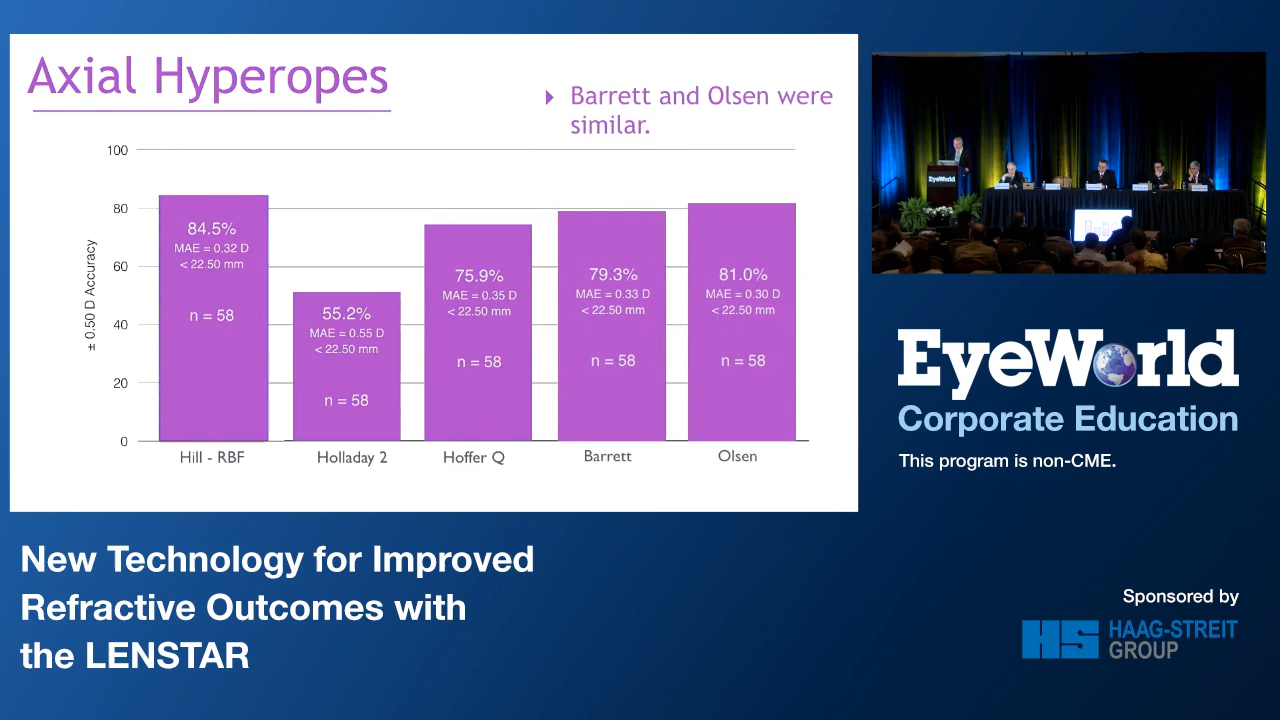 Axial Hyperopes
Barrett and Olsen were
similar.
± 0.50 D Accuracy
100
80
60
40
20
0
84.5%
MAE = 0.32 D
< 22.50 mm
n = 58
55.2%
MAE = 0.55 D
< 22.50 mm
n = 58
75.9%
MAE = 0.35 D
< 22.50 mm
n = 58
79.3%
MAE = 0.33 D
< 22.50 mm
n = 58
81.0%
MAE = 0.30 D
< 22.50 mm
n = 58
Hill - RBF
Holladay 2
Hoffer Q
Barrett
Olsen
EyeWorld
EyeWorld
Corporate Education
This program is non-CME.
New Technology for Improved
Refractive Outcomes with
the LENSTAR
Sponsored by
HS HAAG-STREIT
GROUP